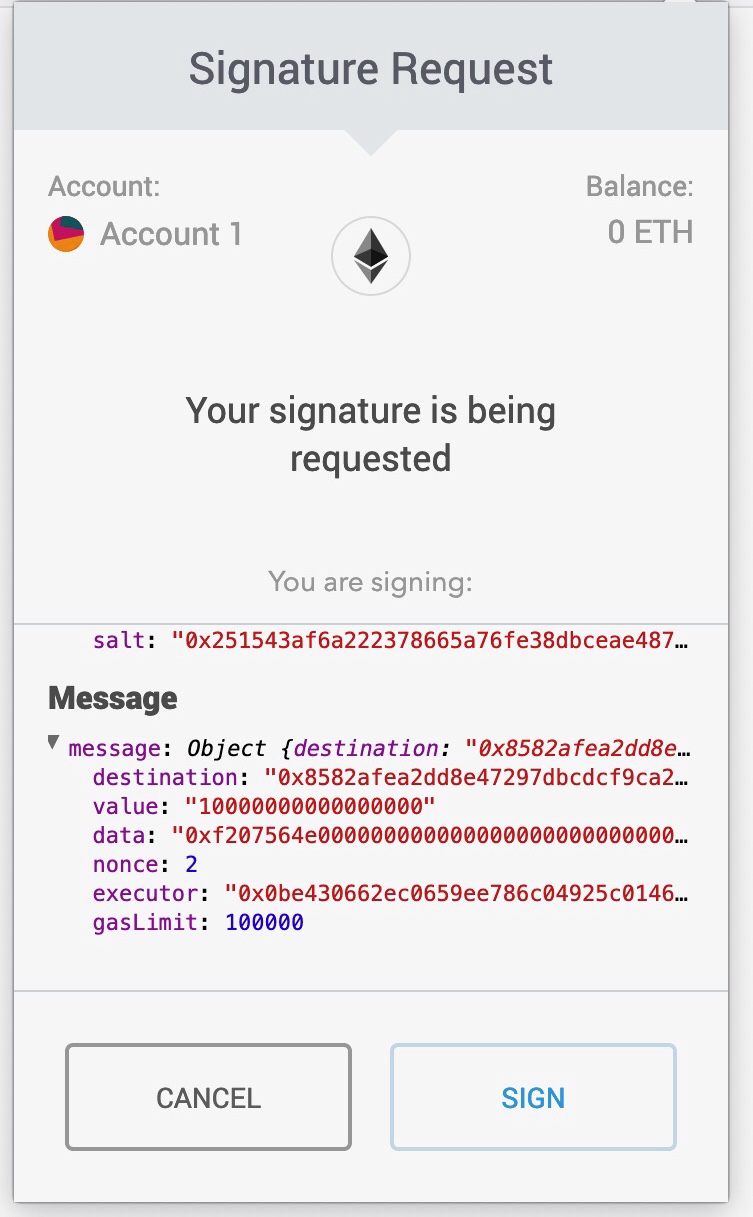 Signature Request
Account:
Balance:
Account 1
0 ETH
Your signature is being
requested
You are signing:
salt: "0x251543af6a222378665a76fe38dbceae487…
Message
message: Object {destination: "0x8582afea2dd8e…
destination: "0x8582afea2dd8e47297dbcdcf9ca2…
value: "10000000000000000"
data: "0xf207564e000000000000000000000000000…
nonce: 2
executor: "0x0be430662ec0659ee786c04925c0146…
gasLimit: 100000
CANCEL
SIGN